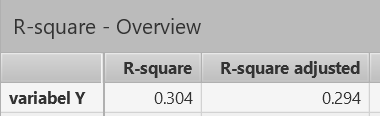 R-square - Overview
R-square R-square adjusted
variabel Y 0.304 0.294